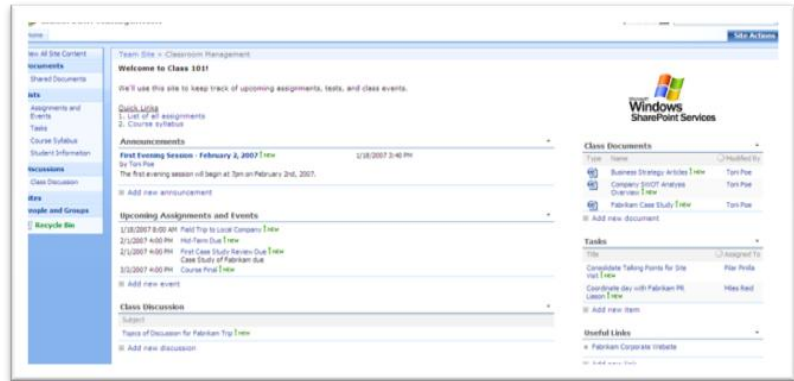 Site Actions
View All Site Content
Documents
Shared Documents
Lists
Assignments and Events
Tasks
Course Syllabus
Student Information
Discussions
Class Discussion
Sites
People and Groups
Recycle Bin
Team Site > Classroom Management
Welcome to Class 101!
We'll use this site to keep track of upcoming assignments, tests, and class events.
Quick Links
1. List of all assignments
2. Course syllabus
Announcements
First Evening Session - February 2, 2007 ! NEW 1/18/2007 3:40 PM
by Tom Poe
The first evening session will begin at 7pm on February 2nd, 2007.
Add new announcement
Upcoming Assignments and Events
1/18/2007 8:00 AM Field Trip to Local Company ! NEW
2/1/2007 4:00 PM Mid-Term Due ! NEW
2/1/2007 4:00 PM First Case Study Review Due ! NEW
Case Study of Fabrikam due
3/2/2007 4:00 PM Course Final ! NEW
Add new event
Class Discussion
Subject
Topics of Discussion for Fabrikam Trip ! NEW
Add new discussion
Microsoft
Windows
SharePoint Services
Class Documents
Type Name Modified By
Business Strategy Articles ! NEW Tom Poe
Company SWOT Analysis Overview ! NEW Tom Poe
Fabrikam Case Study ! NEW Tom Poe
Add new document
Tasks
Title Assigned To
Consolidate Talking Points for Site Visit ! NEW Pilar Pinilla
Coordinate day with Fabrikam PR Liason ! NEW Miles Reid
Add new item
Useful Links
Fabrikam Corporate Website
Add new link